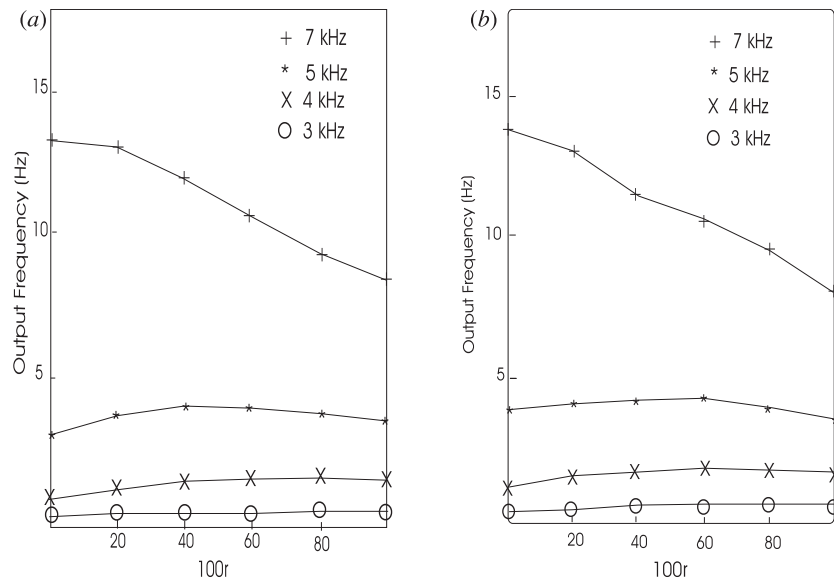 (a)
+ 7 kHz
* 5 kHz
X 4 kHz
O 3 kHz
15
10
5
Output Frequency (Hz)
20 40 60 80
100r
(b)
+ 7 kHz
* 5 kHz
X 4 kHz
O 3 kHz
15
10
5
Output Frequency (Hz)
20 40 60 80
100r